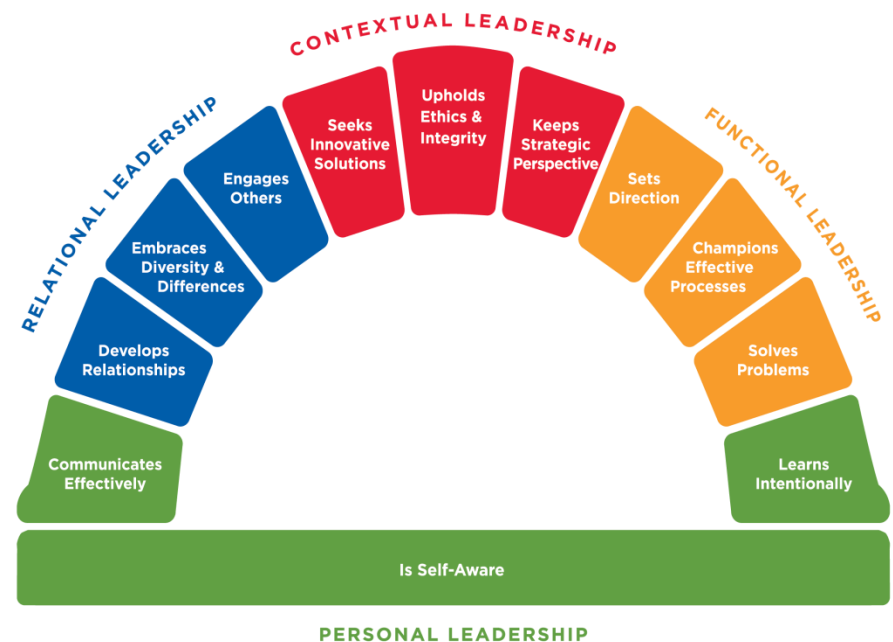 CONTEXTUAL LEADERSHIP
RELATIONAL LEADERSHIP
FUNCTIONAL LEADERSHIP
Upholds
Ethics &
Integrity
Seeks
Innovative
Solutions
Keeps
Strategic
Perspective
Engages
Others
Sets
Direction
Embraces
Diversity &
Differences
Champions
Effective
Processes
Develops
Relationships
Solves
Problems
Communicates
Effectively
Learns
Intentionally
Is Self-Aware
PERSONAL LEADERSHIP